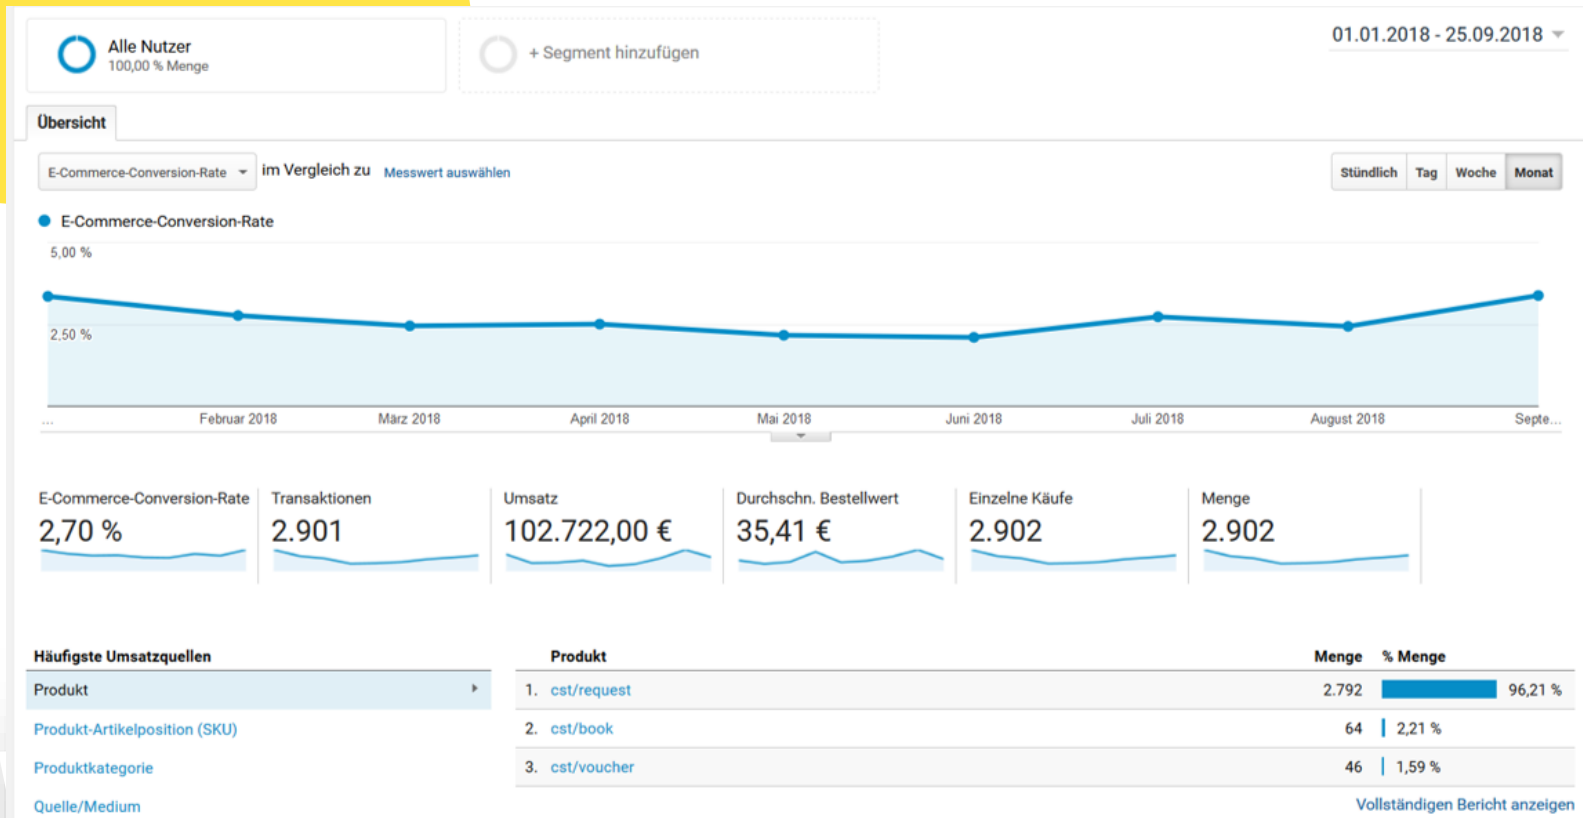 Alle Nutzer
100,00 % Menge
+ Segment hinzufügen
01.01.2018 - 25.09.2018
Übersicht
E-Commerce-Conversion-Rate im Vergleich zu Messwert auswählen
Stündlich Tag Woche Monat
E-Commerce-Conversion-Rate
5,00 %
2,50 %
... Februar 2018 März 2018 April 2018 Mai 2018 Juni 2018 Juli 2018 August 2018 Septe...
E-Commerce-Conversion-Rate Transaktionen Umsatz Durchschn. Bestellwert Einzelne Käufe Menge
2,70 % 2.901 102.722,00 € 35,41 € 2.902 2.902
Häufigste Umsatzquellen Produkt Menge % Menge
Produkt 1. cst/request 2.792 96,21 %
Produkt-Artikelposition (SKU) 2. cst/book 64 2,21 %
Produktkategorie 3. cst/voucher 46 1,59 %
Quelle/Medium Vollständigen Bericht anzeigen